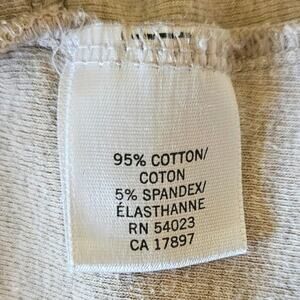 95% COTTON/
COTON
5% SPANDEX/
ÉLASTHANNE
RN 54023
CA 17897